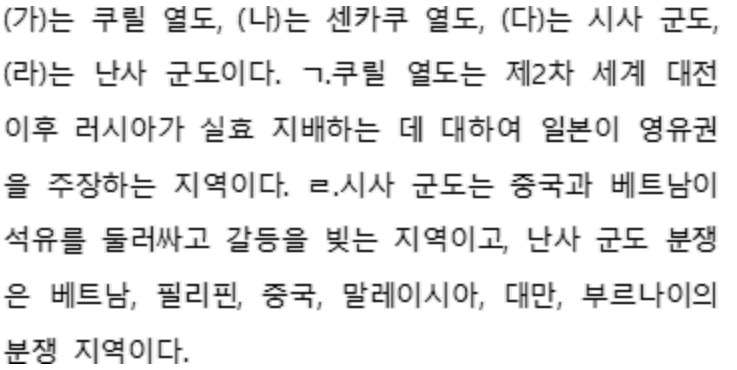 (가)는 쿠릴 열도, (나)는 센카쿠 열도, (다)는 시사 군도,
(라)는 난사 군도이다. ㄱ.쿠릴 열도는 제2차 세계 대전
이후 러시아가 실효 지배하는 데 대하여 일본이 영유권
을 주장하는 지역이다. ㄹ.시사 군도는 중국과 베트남이
석유를 둘러싸고 갈등을 빚는 지역이고, 난사 군도 분쟁
은 베트남, 필리핀, 중국, 말레이시아, 대만, 부르나이의
분쟁 지역이다.